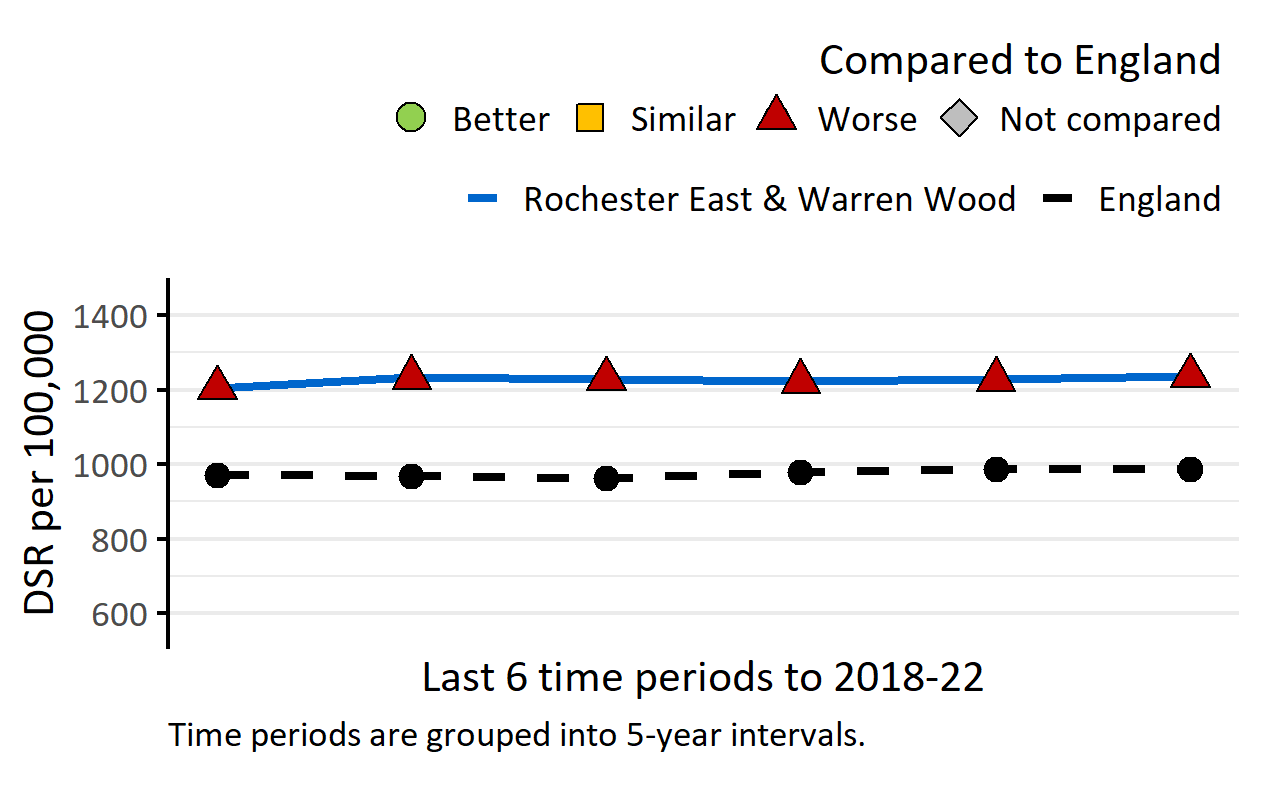 Compared to England
Better Similar Worse Not compared
Rochester East & Warren Wood England
DSR per 100,000
1400
1200
1000
800
600
Last 6 time periods to 2018-22
Time periods are grouped into 5-year intervals.